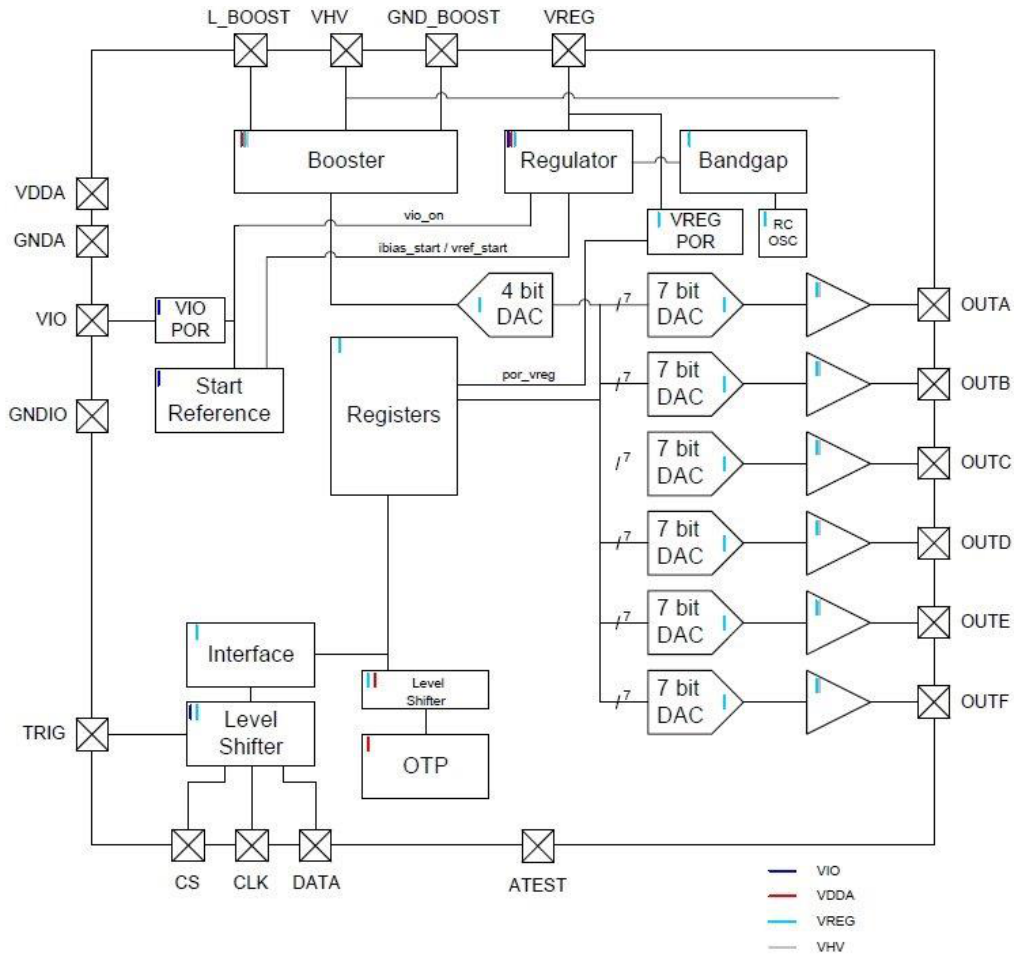 L_BOOST VHV GND_BOOST VREG
Booster
Regulator
Bandgap
VDDA
GNDA
vio_on
VREG
POR
RC
OSC
ibias_start / vref_start
VIO
VIO
POR
4 bit
DAC
7
7 bit
DAC
OUTA
Start
Reference
GNDIO
Registers
por_vreg
7
7 bit
DAC
OUTB
7
7 bit
DAC
OUTC
7
7 bit
DAC
OUTD
7
7 bit
DAC
OUTE
7
7 bit
DAC
OUTF
Interface
Level
Shifter
TRIG
Level
Shifter
OTP
CS CLK DATA
ATEST
VIO
VDDA
VREG
VHV